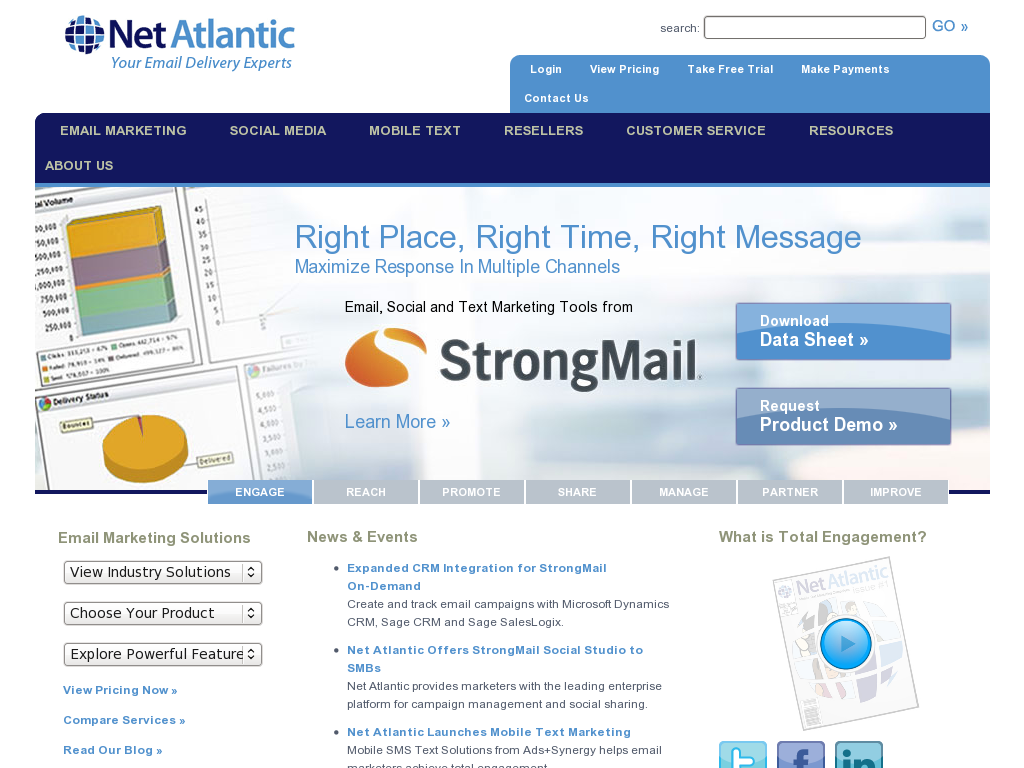 Net Atlantic
Your Email Delivery Experts
search:
GO »
Login View Pricing Take Free Trial Make Payments
Contact Us
EMAIL MARKETING SOCIAL MEDIA MOBILE TEXT RESELLERS CUSTOMER SERVICE RESOURCES
ABOUT US
Right Place, Right Time, Right Message
Maximize Response In Multiple Channels
Email, Social and Text Marketing Tools from
StrongMail
Learn More »
Download
Data Sheet »
Request
Product Demo »
Delivery Status
Bounced
Delivered
ENGAGE REACH PROMOTE SHARE MANAGE PARTNER IMPROVE
Email Marketing Solutions
View Industry Solutions
Choose Your Product
Explore Powerful Feature
View Pricing Now »
Compare Services »
Read Our Blog »
News & Events
Expanded CRM Integration for StrongMail
On-Demand
Create and track email campaigns with Microsoft Dynamics
CRM, Sage CRM and Sage SalesLogix.
Net Atlantic Offers StrongMail Social Studio to
SMBs
Net Atlantic provides marketers with the leading enterprise
platform for campaign management and social sharing.
Net Atlantic Launches Mobile Text Marketing
Mobile SMS Text Solutions from Ads+Synergy helps email
marketers achieve total engagement.
What is Total Engagement?
Net Atlantic